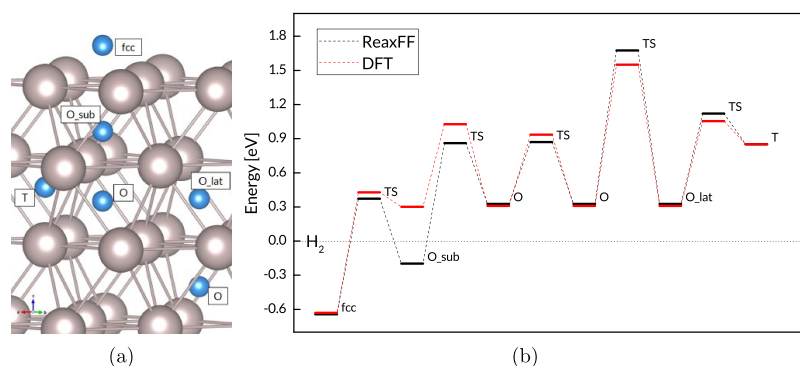 fcc
O_sub
O_lat
T
O
O
(a)
ReaxFF
DFT
Energy [eV]
1.8
1.5
1.2
0.9
0.6
0.3
0.0
-0.3
-0.6
H2
fcc
TS
O_sub
TS
O
TS
O
TS
O_lat
TS
T
(b)